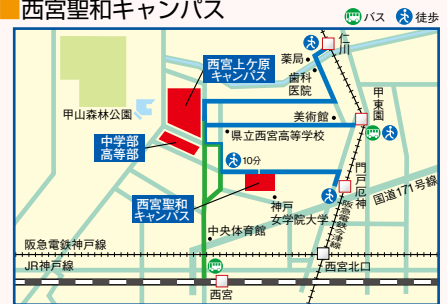 西宮聖和キャンパス
バス
徒歩
仁川
薬局
歯科
医院
西宮上ケ原
キャンパス
甲東園
甲山森林公園
美術館
県立西宮高等学校
中学部
高等部
10分
門戸厄神
国道171号線
西宮聖和
キャンパス
神戸
女学院大学
阪急電鉄今津線
中央体育館
阪急電鉄神戸線
西宮北口
JR神戸線
西宮